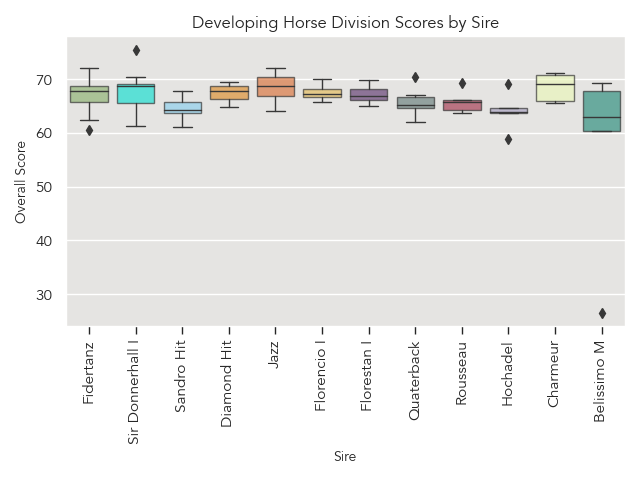 Developing Horse Division Scores by Sire
70
60
50
40
30
Overall Score
Fidertanz
Sir Donnerhall I
Sandro Hit
Diamond Hit
Jazz
Florencio I
Florestan I
Quaterback
Rousseau
Hochadel
Charmeur
Belissimo M
Sire